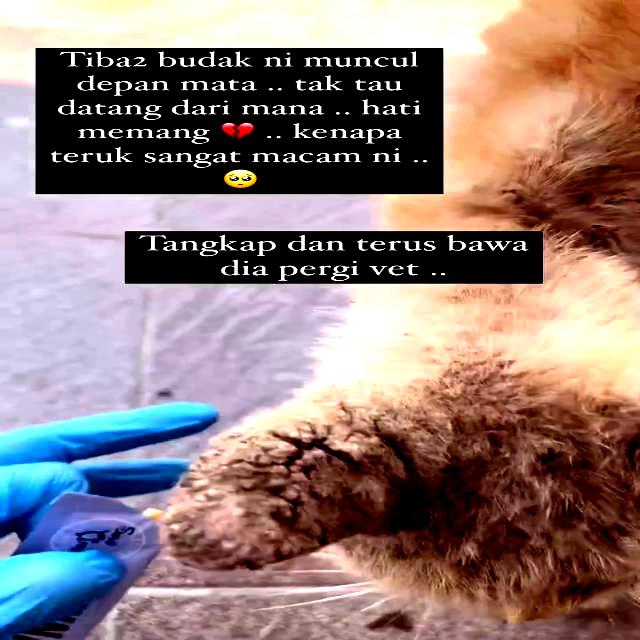 Tiba2 budak ni muncul
depan mata .. tak tau
datang dari mana .. hati
memang 💔 .. kenapa
teruk sangat macam ni ..
🥺
Tangkap dan terus bawa
dia pergi vet ..